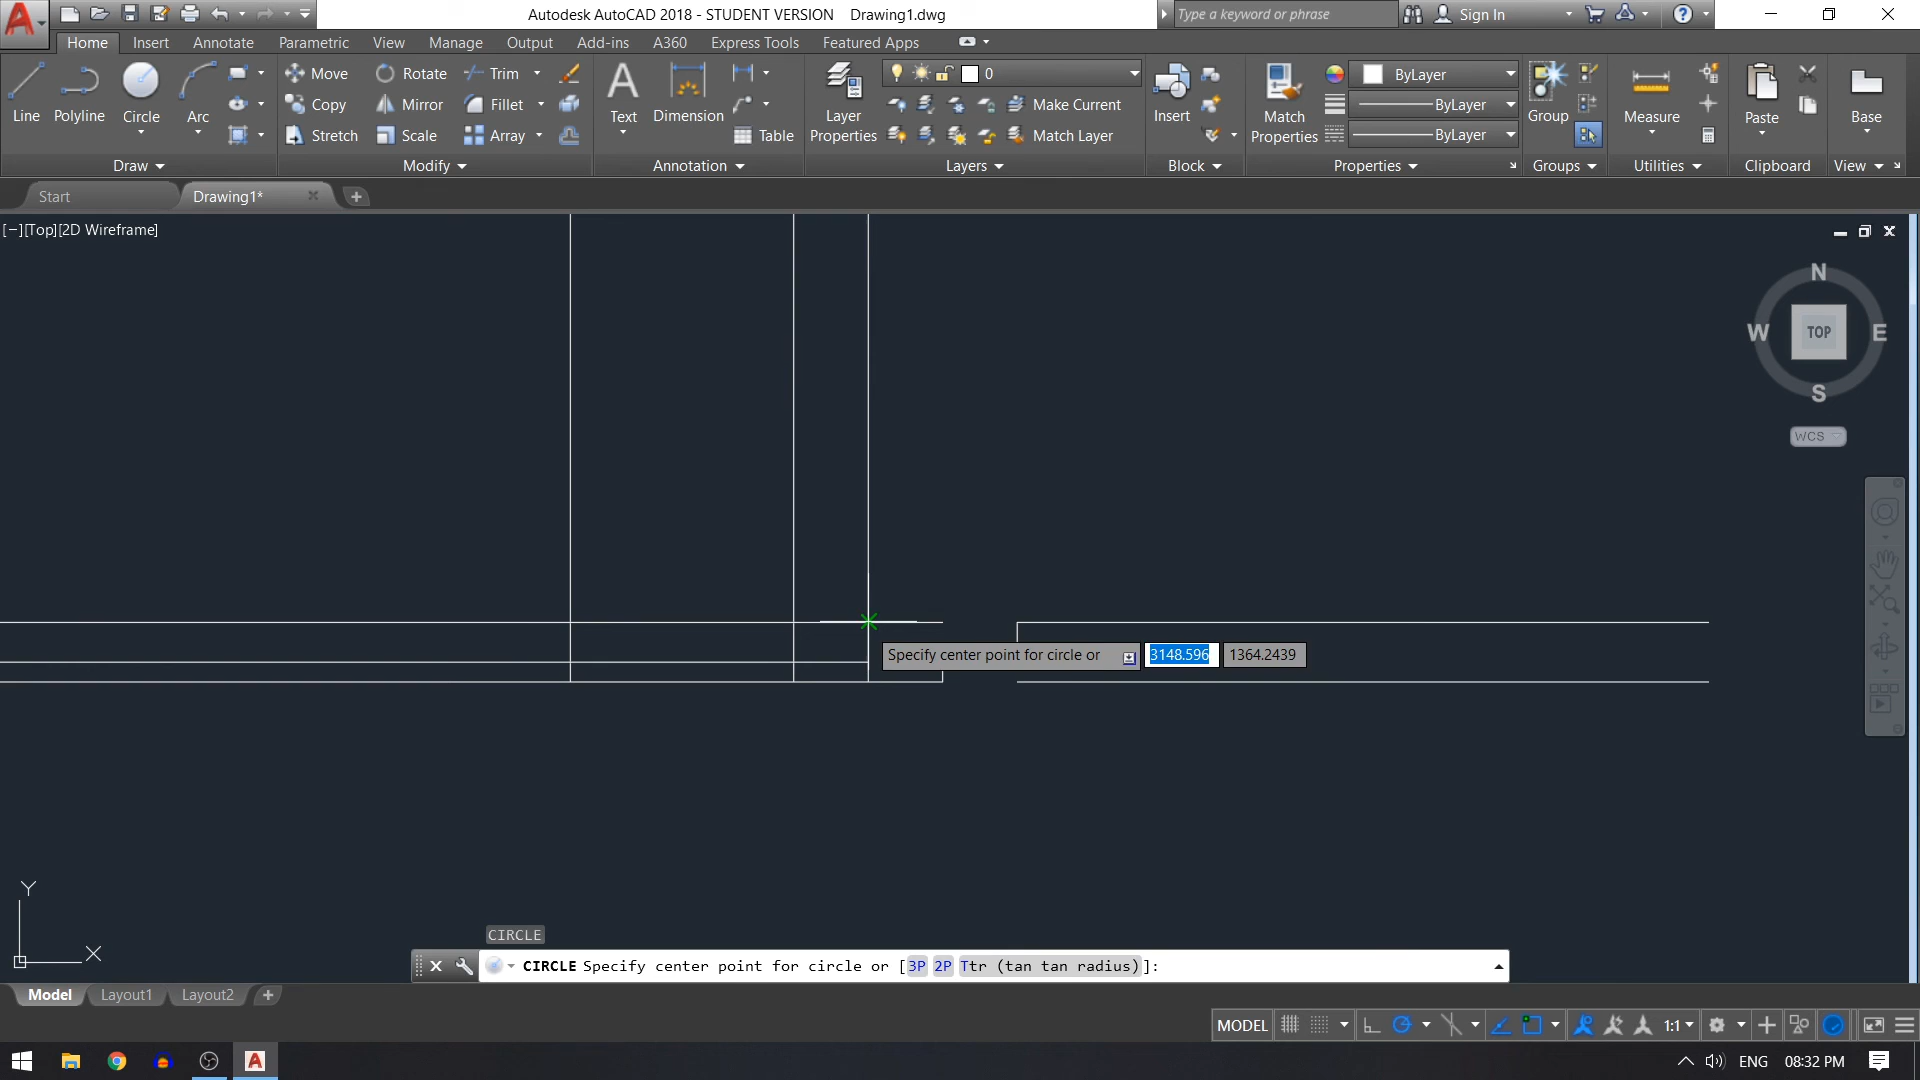 Autodesk AutoCAD 2018 - STUDENT VERSION Drawing1.dwg
Type a keyword or phrase
Sign In
Home Insert Annotate Parametric View Manage Output Add-ins A360 Express Tools Featured Apps
Line Polyline Circle Arc
Move Rotate Trim
Copy Mirror Fillet
Stretch Scale Array
Text Dimension Table
Layer Properties
0
Make Current
Match Layer
Insert
Match Properties
ByLayer
ByLayer
ByLayer
Group
Measure
Paste
Base
Draw Modify Annotation Layers Block Properties Groups Utilities Clipboard View
Start Drawing1*
[−][Top][2D Wireframe]
N
W TOP E
S
WCS
Specify center point for circle or 3148.596 1364.2439
Y
X
CIRCLE
CIRCLE Specify center point for circle or [3P 2P Ttr (tan tan radius)]:
Model Layout1 Layout2
MODEL 1:1
ENG 08:32 PM